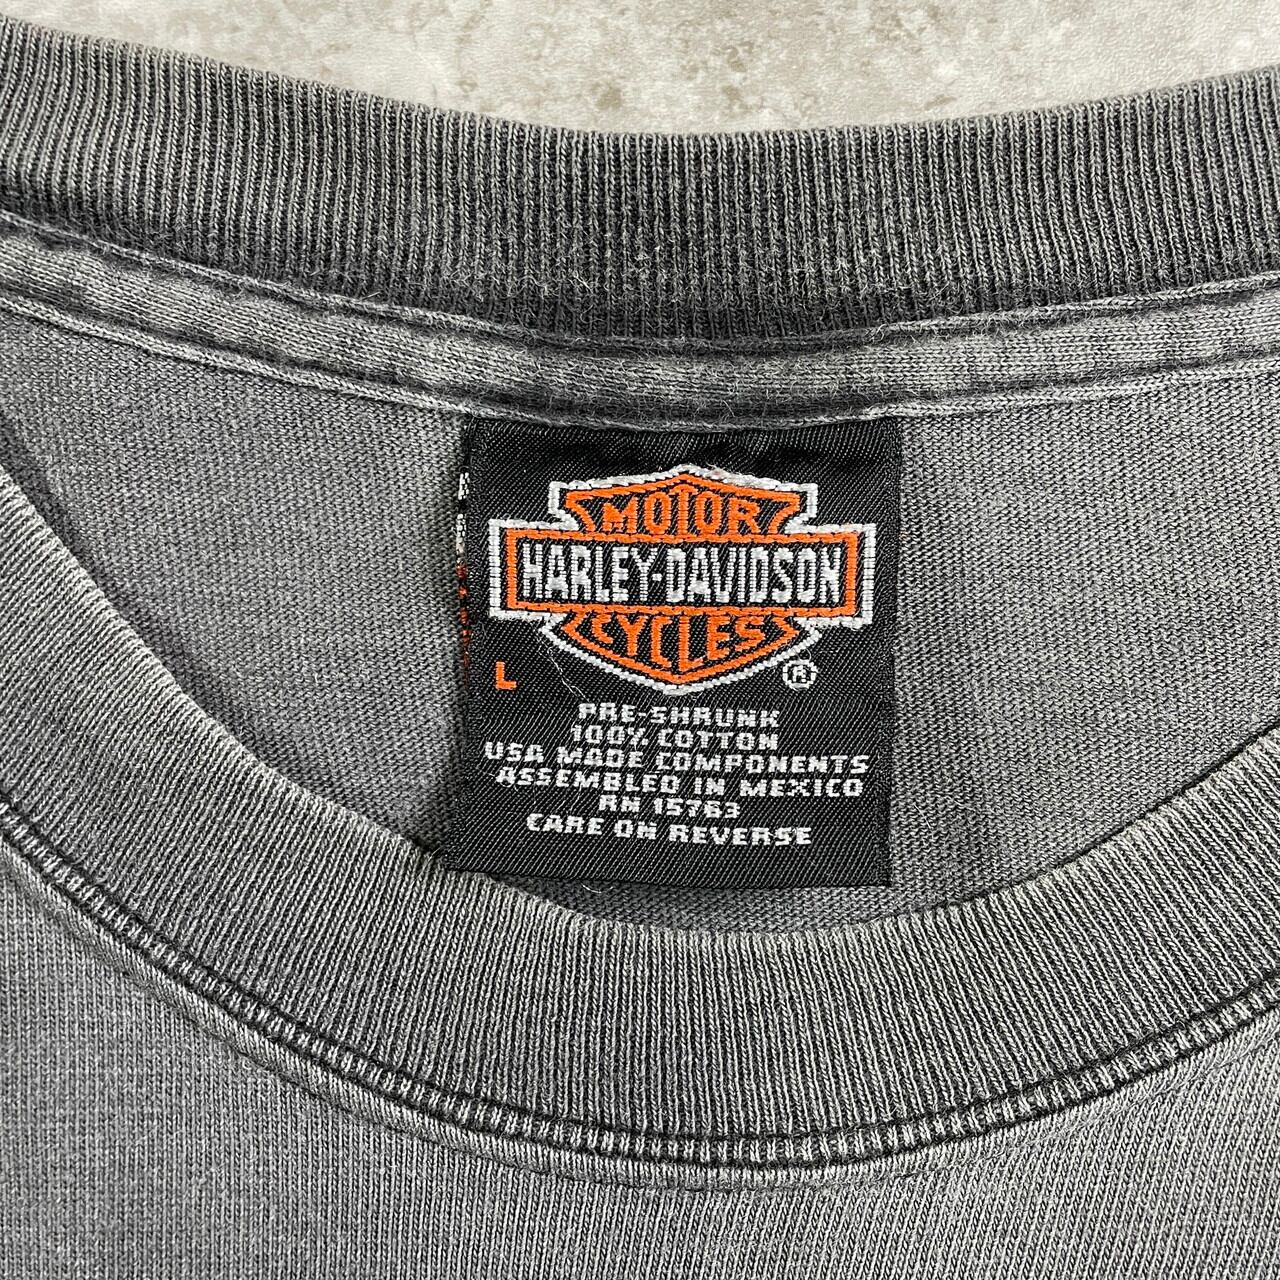 MOTOR
HARLEY-DAVIDSON
CYCLES
L ®
PRE-SHRUNK
100% COTTON
USA MADE COMPONENTS
ASSEMBLED IN MEXICO
RN 15763
CARE ON REVERSE